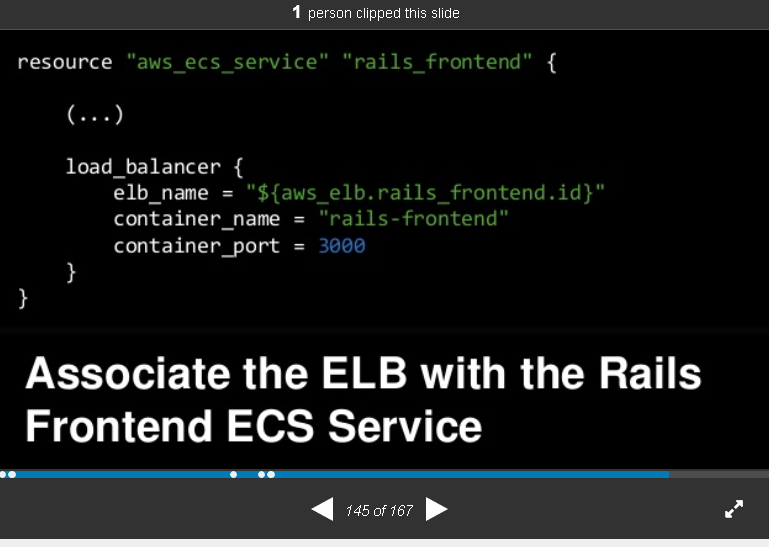 1 person clipped this slide
resource "aws_ecs_service" "rails_frontend" {
(...)
load_balancer {
elb_name = "${aws_elb.rails_frontend.id}"
container_name = "rails-frontend"
container_port = 3000
}
}
Associate the ELB with the Rails
Frontend ECS Service
145 of 167